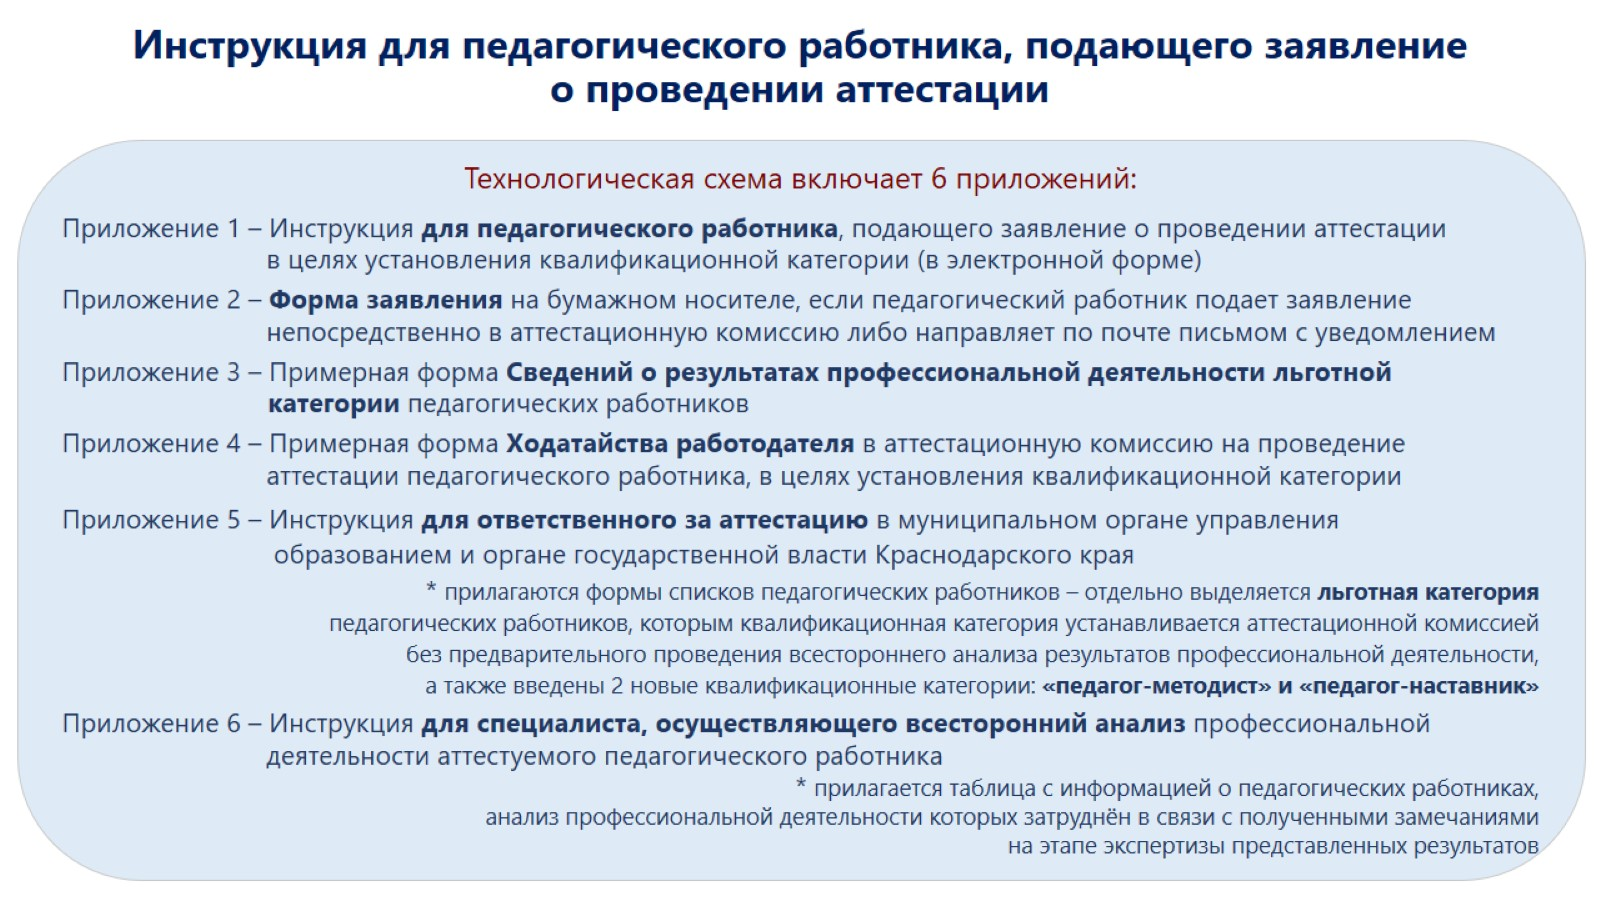 Инструкция для педагогического работника, подающего заявление
о проведении аттестации
Технологическая схема включает 6 приложений:
Приложение 1 – Инструкция для педагогического работника, подающего заявление о проведении аттестации
в целях установления квалификационной категории (в электронной форме)
Приложение 2 – Форма заявления на бумажном носителе, если педагогический работник подает заявление
непосредственно в аттестационную комиссию либо направляет по почте письмом с уведомлением
Приложение 3 – Примерная форма Сведений о результатах профессиональной деятельности льготной
категории педагогических работников
Приложение 4 – Примерная форма Ходатайства работодателя в аттестационную комиссию на проведение
аттестации педагогического работника, в целях установления квалификационной категории
Приложение 5 – Инструкция для ответственного за аттестацию в муниципальном органе управления
образованием и органе государственной власти Краснодарского края
* прилагаются формы списков педагогических работников – отдельно выделяется льготная категория
педагогических работников, которым квалификационная категория устанавливается аттестационной комиссией
без предварительного проведения всестороннего анализа результатов профессиональной деятельности,
а также введены 2 новые квалификационные категории: «педагог-методист» и «педагог-наставник»
Приложение 6 – Инструкция для специалиста, осуществляющего всесторонний анализ профессиональной
деятельности аттестуемого педагогического работника
* прилагается таблица с информацией о педагогических работниках,
анализ профессиональной деятельности которых затруднён в связи с полученными замечаниями
на этапе экспертизы представленных результатов